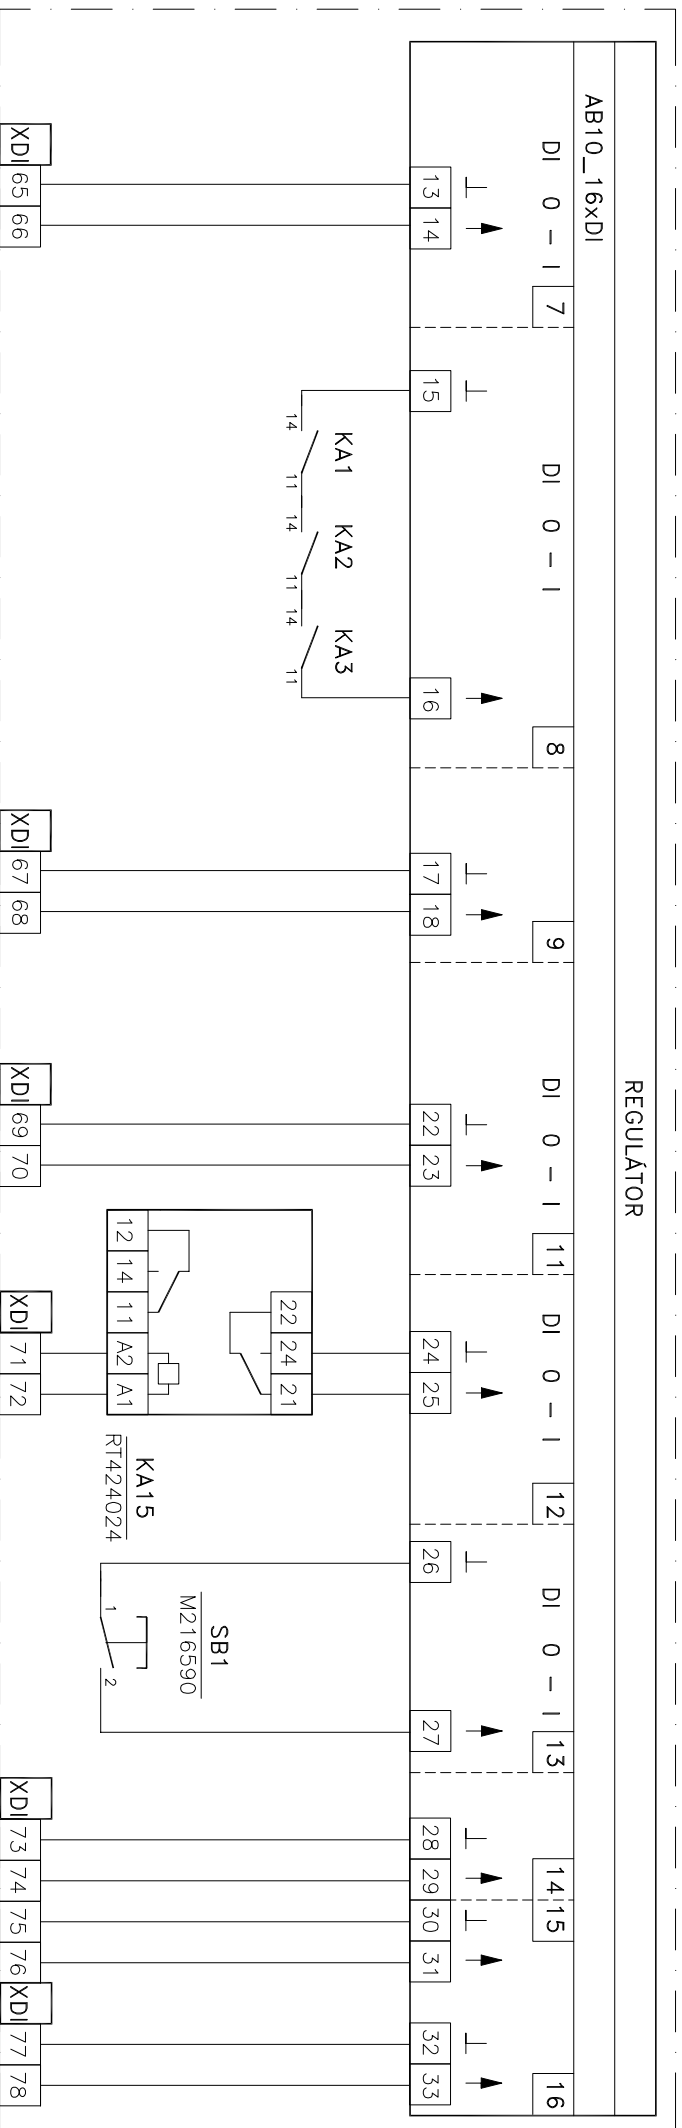 REGULÁTOR
AB10_16xDI
DI 0 – I
7
DI 0 – I
8
9
DI 0 – I
11
DI 0 – I
12
DI 0 – I
13
14
15
16
13 14
15
16
17 18
22 23
24 25
26
27
28 29 30 31
32 33
KA1
14 11
KA2
14 11
KA3
14 11
22 24 21
12 14 11 A2 A1
KA15
RT424024
SB1
M216590
1 2
XDI 65 66
XDI 67 68
XDI 69 70
XDI 71 72
XDI 73 74 75 76
XDI 77 78